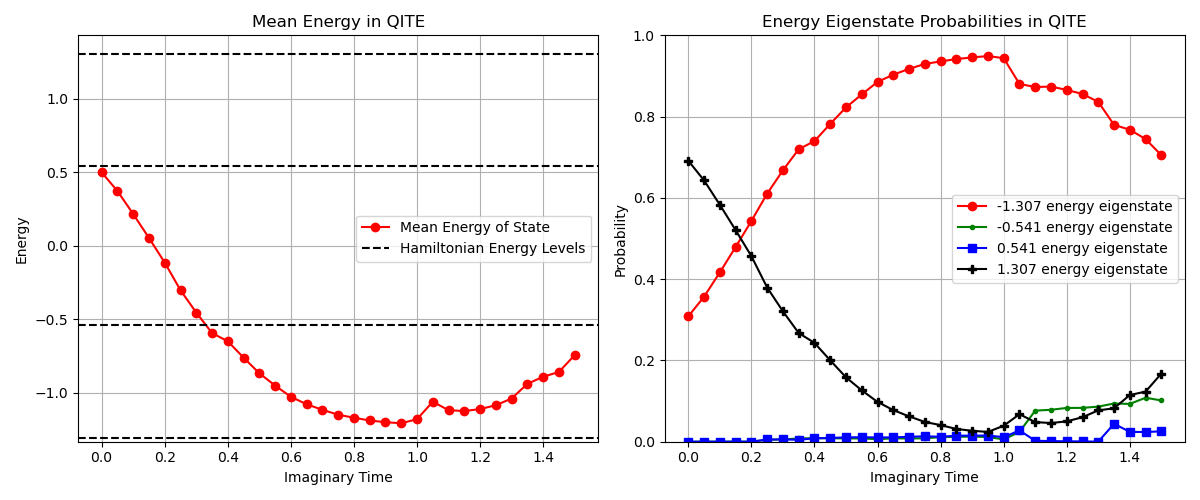 Mean Energy in QITE
1.0
0.5
0.0
−0.5
−1.0
Energy
0.0
0.2
0.4
0.6
0.8
1.0
1.2
1.4
Imaginary Time
Mean Energy of State
Hamiltonian Energy Levels
Energy Eigenstate Probabilities in QITE
1.0
0.8
0.6
0.4
0.2
0.0
Probability
0.0
0.2
0.4
0.6
0.8
1.0
1.2
1.4
Imaginary Time
-1.307 energy eigenstate
-0.541 energy eigenstate
0.541 energy eigenstate
1.307 energy eigenstate